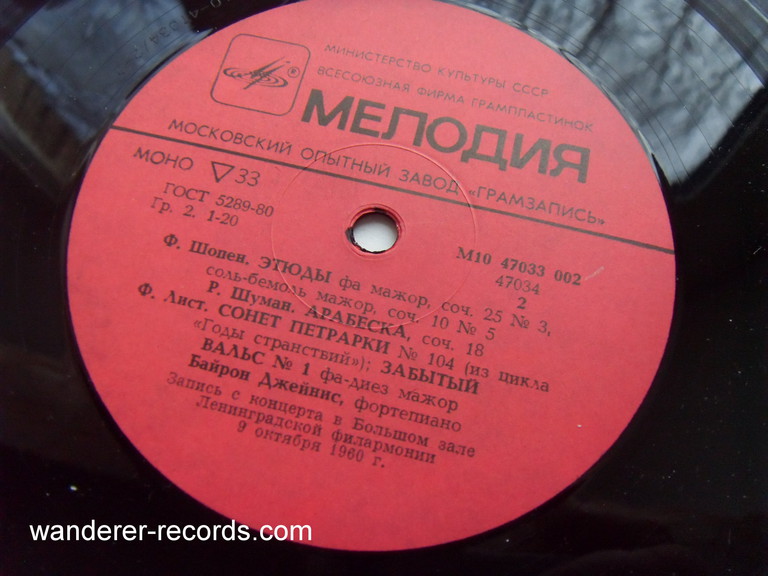 МИНИСТЕРСТВО КУЛЬТУРЫ СССР
ВСЕСОЮЗНАЯ ФИРМА ГРАМПЛАСТИНОК
МЕЛОДИЯ
МОСКОВСКИЙ ОПЫТНЫЙ ЗАВОД «ГРАМЗАПИСЬ»
МОНО 33
ГОСТ 5289-80
Гр. 2. 1-20
М10 47033 002
47034
2
Ф. Шопен. ЭТЮДЫ фа мажор, соч. 25 № 3,
соль-бемоль мажор, соч. 10 № 5
Р. Шуман. АРАБЕСКА, соч. 18
Ф. Лист. СОНЕТ ПЕТРАРКИ № 104 (из цикла
«Годы странствий»); ЗАБЫТЫЙ
ВАЛЬС № 1 фа-диез мажор
Байрон Джейнис, фортепиано
Запись с концерта в Большом зале
Ленинградской филармонии
9 октября 1960 г.
wanderer-records.com